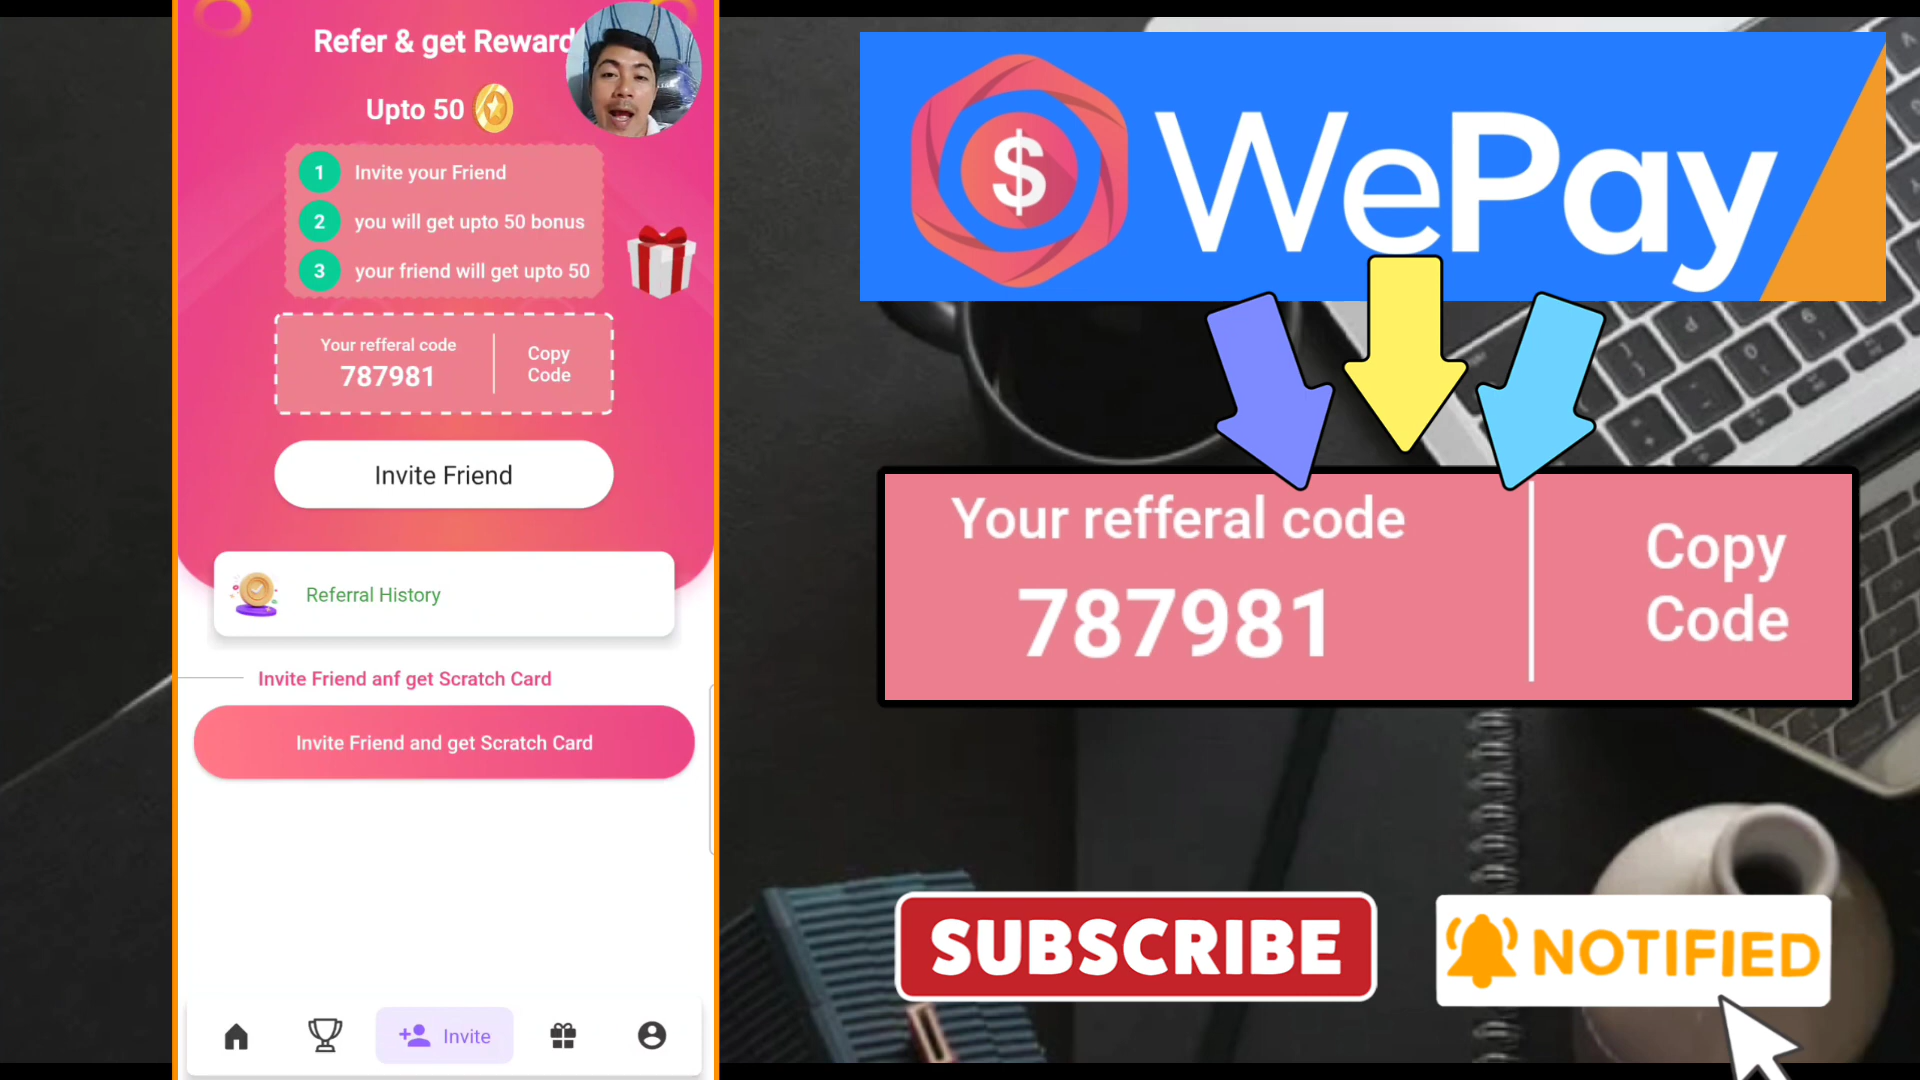 Refer & get Reward
Upto 50
1 Invite your Friend
2 you will get upto 50 bonus
3 your friend will get upto 50
Your refferal code
787981
Copy
Code
Invite Friend
Referral History
Invite Friend anf get Scratch Card
Invite Friend and get Scratch Card
Invite
$ WePay
Your refferal code
787981
Copy
Code
SUBSCRIBE
NOTIFIED